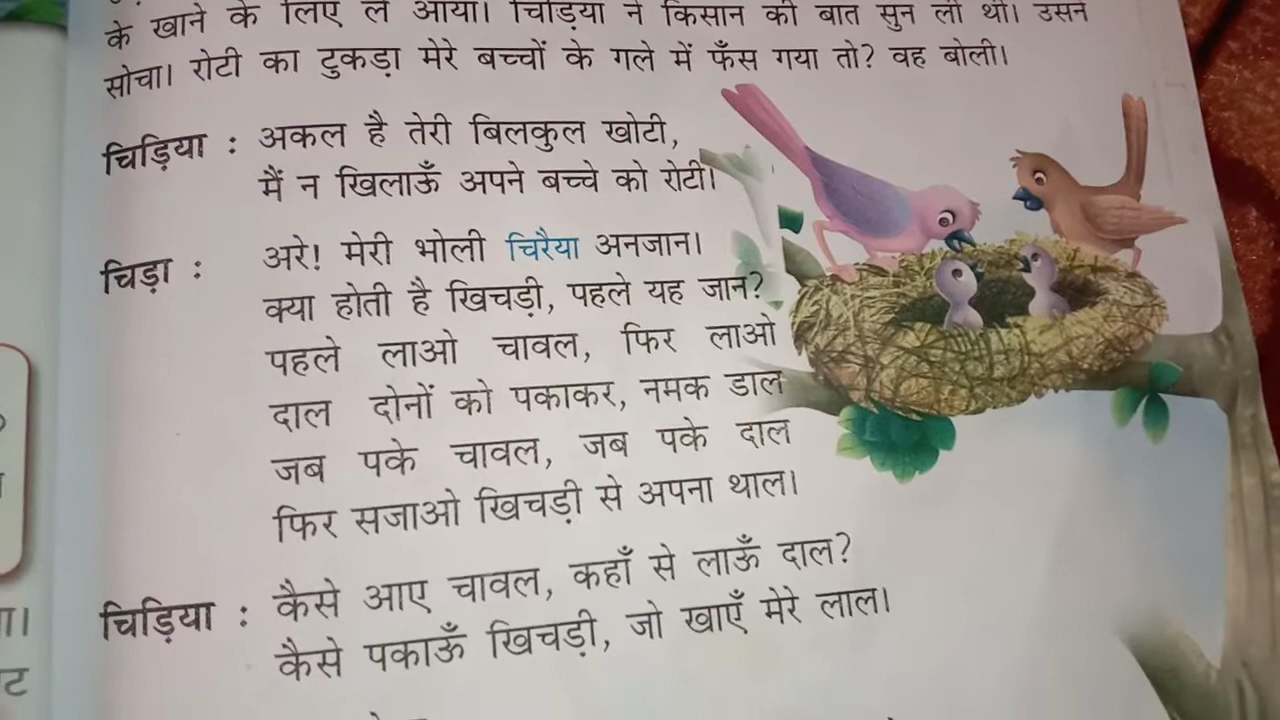 के खाने के लिए ले आया। चिड़िया ने किसान की बात सुन ली थी। उसने
सोचा। रोटी का टुकड़ा मेरे बच्चों के गले में फँस गया तो? वह बोली।
चिड़िया : अकल है तेरी बिलकुल खोटी,
मैं न खिलाऊँ अपने बच्चे को रोटी।
चिड़ा : अरे! मेरी भोली चिरैया अनजान।
क्या होती है खिचड़ी, पहले यह जान?
पहले लाओ चावल, फिर लाओ
दाल दोनों को पकाकर, नमक डाल
जब पके चावल, जब पके दाल
फिर सजाओ खिचड़ी से अपना थाल।
चिड़िया : कैसे आए चावल, कहाँ से लाऊँ दाल?
कैसे पकाऊँ खिचड़ी, जो खाएँ मेरे लाल।